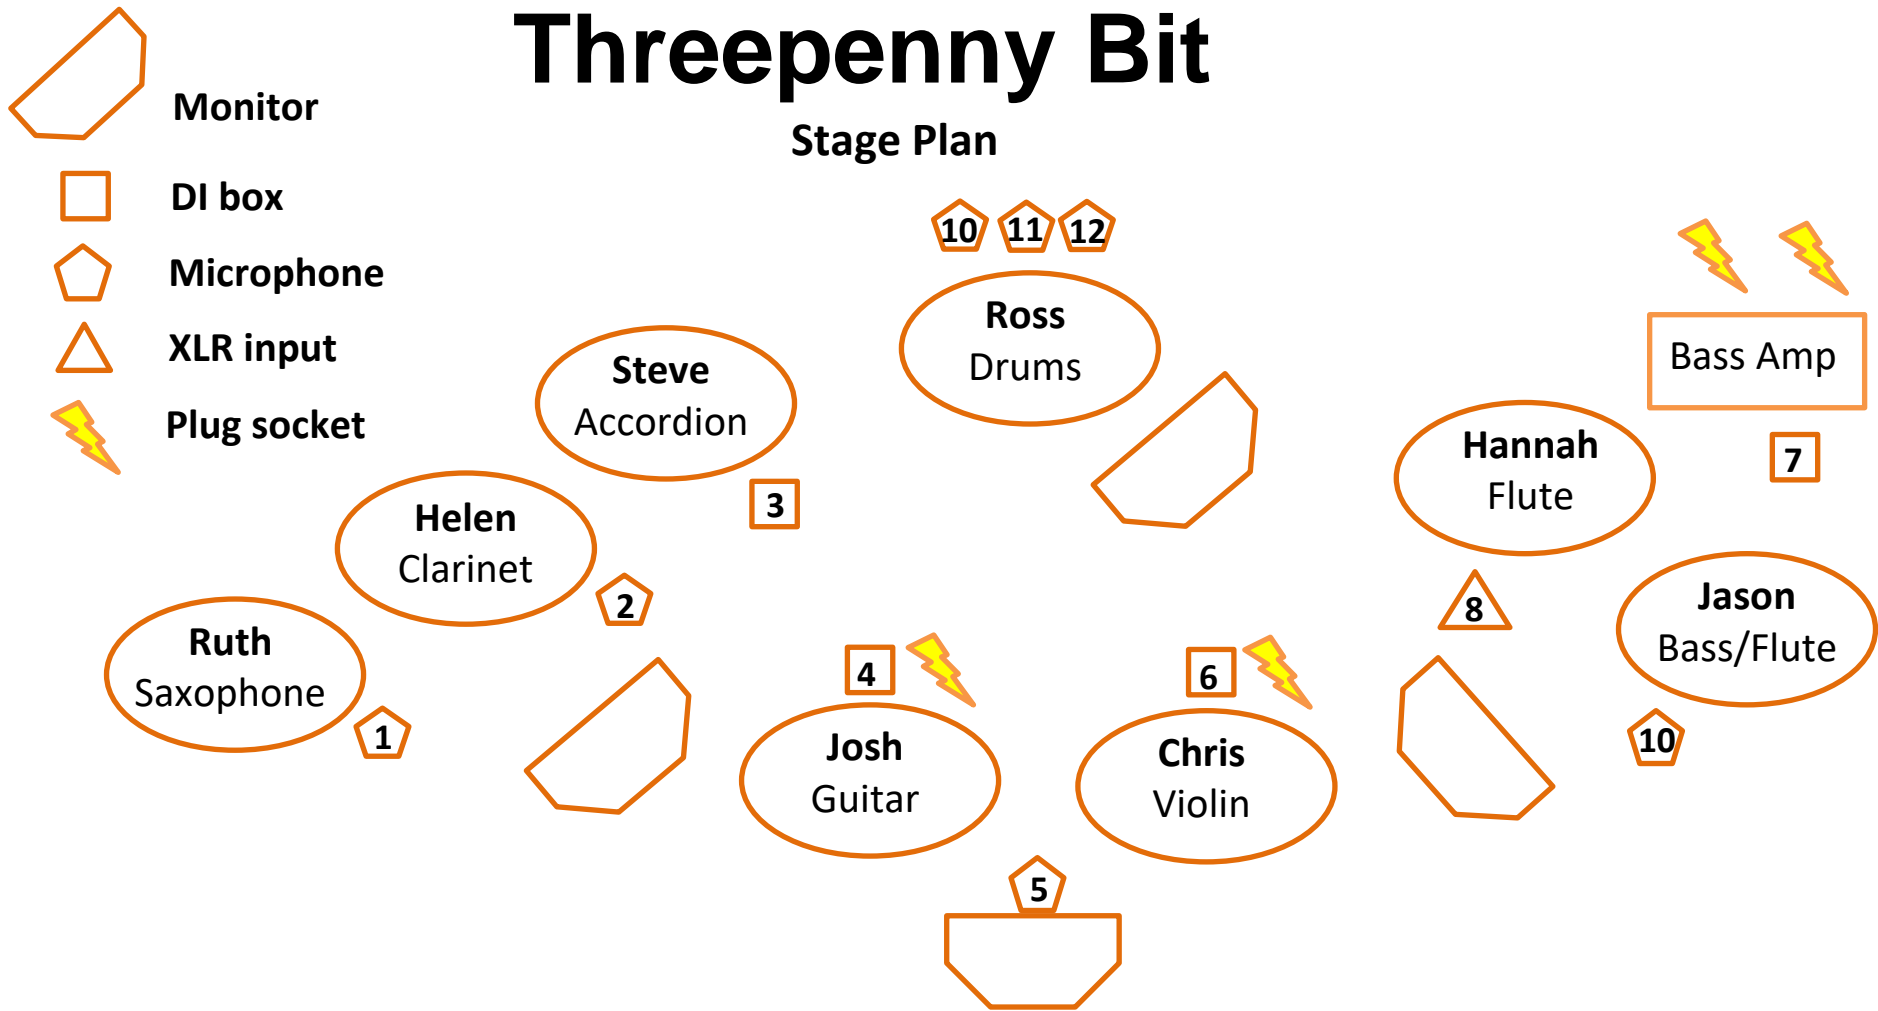 Threepenny Bit
Stage Plan
Monitor
DI box
Microphone
XLR input
Plug socket
10 11 12
Ross
Drums
Steve
Accordion
3
Helen
Clarinet
2
Ruth
Saxophone
1
4
Josh
Guitar
5
6
Chris
Violin
Bass Amp
7
Hannah
Flute
8
Jason
Bass/Flute
10